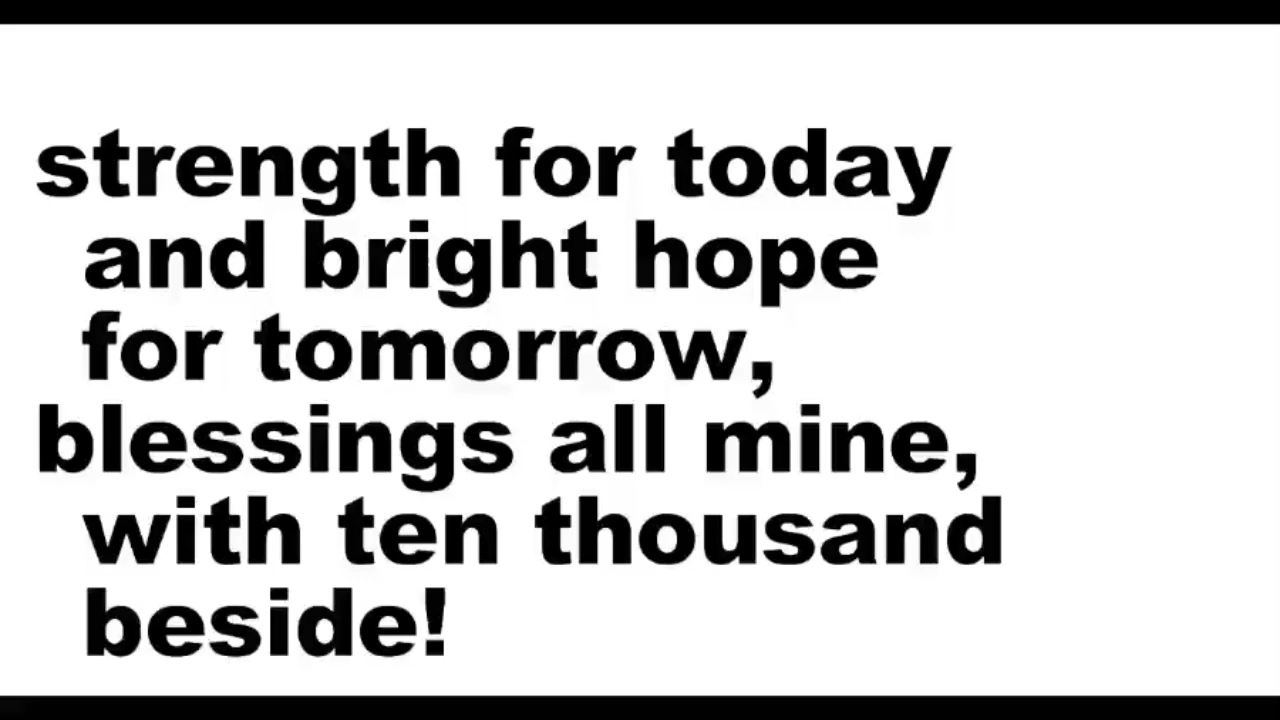 strength for today
and bright hope
for tomorrow,
blessings all mine,
with ten thousand
beside!